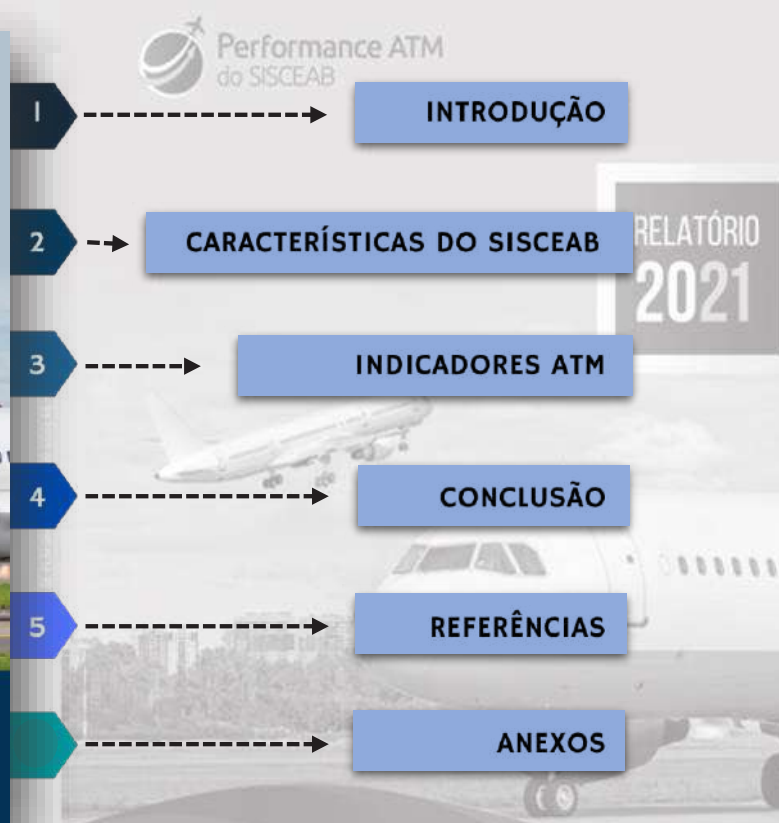 Performance ATM
do SISCEAB
1
INTRODUÇÃO
2
CARACTERÍSTICAS DO SISCEAB
RELATÓRIO
2021
3
INDICADORES ATM
4
CONCLUSÃO
5
REFERÊNCIAS
ANEXOS